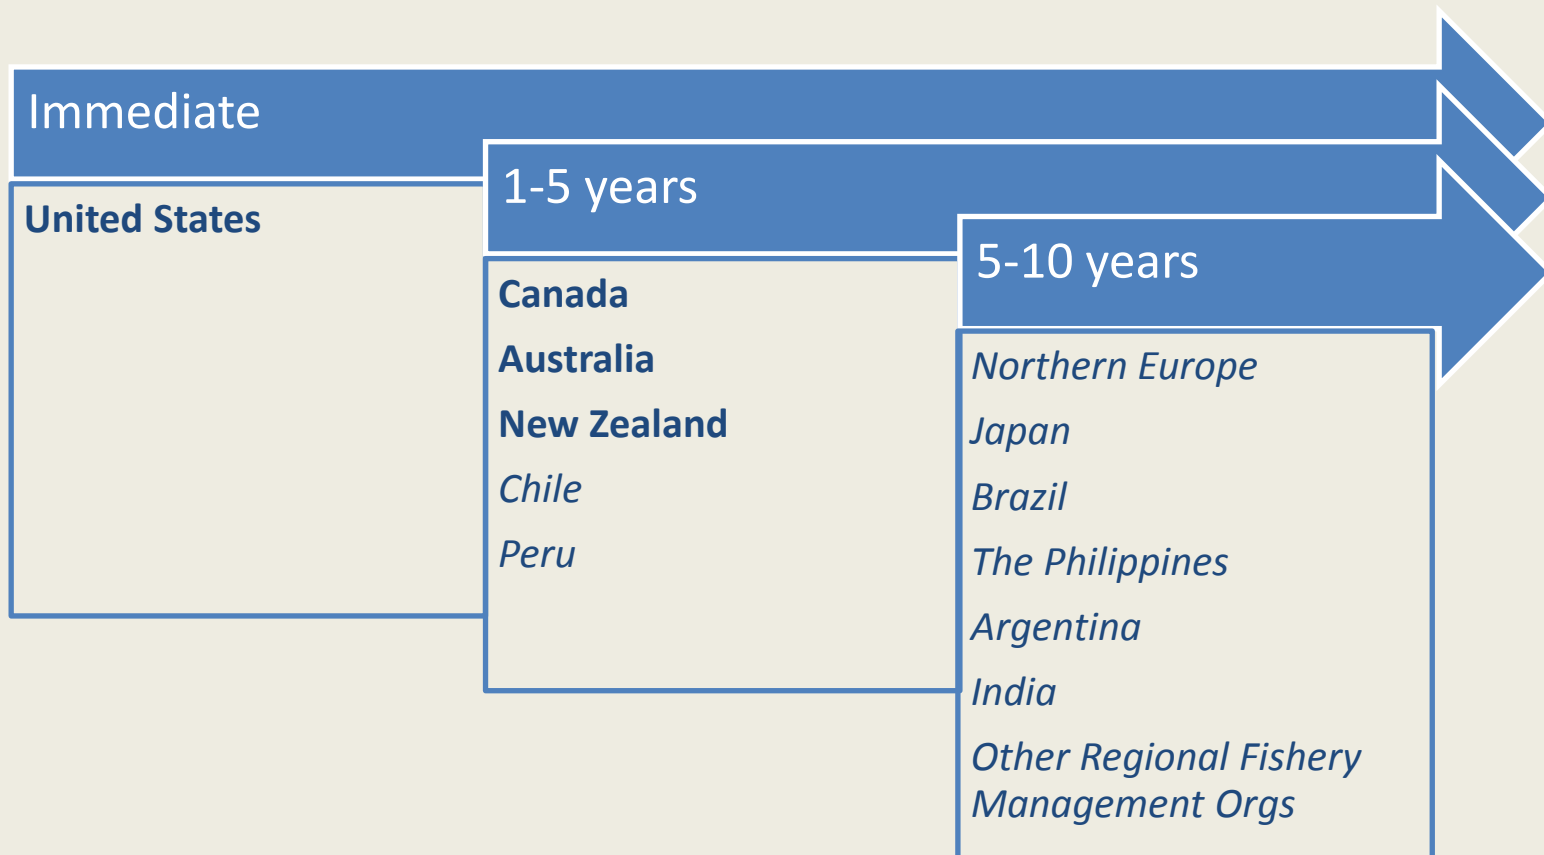 Immediate
United States
1-5 years
Canada
Australia
New Zealand
Chile
Peru
5-10 years
Northern Europe
Japan
Brazil
The Philippines
Argentina
India
Other Regional Fishery
Management Orgs